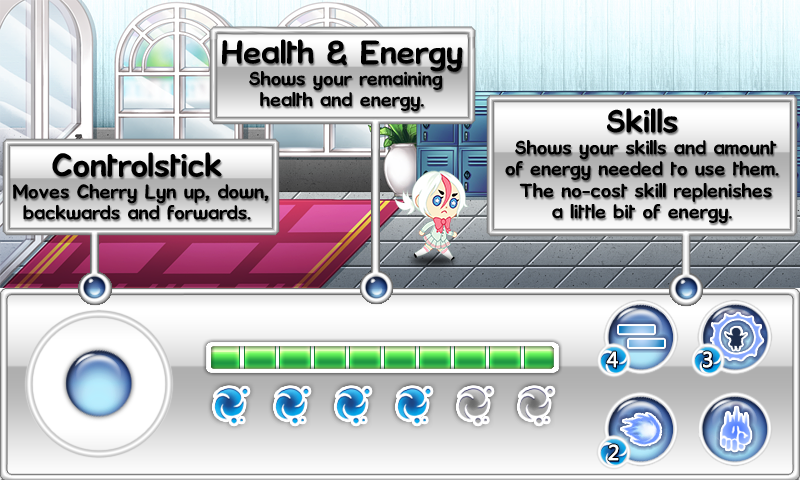 Health & Energy
Shows your remaining
health and energy.
Skills
Shows your skills and amount
of energy needed to use them.
The no-cost skill replenishes
a little bit of energy.
Controlstick
Moves Cherry Lyn up, down,
backwards and forwards.
4
3
2